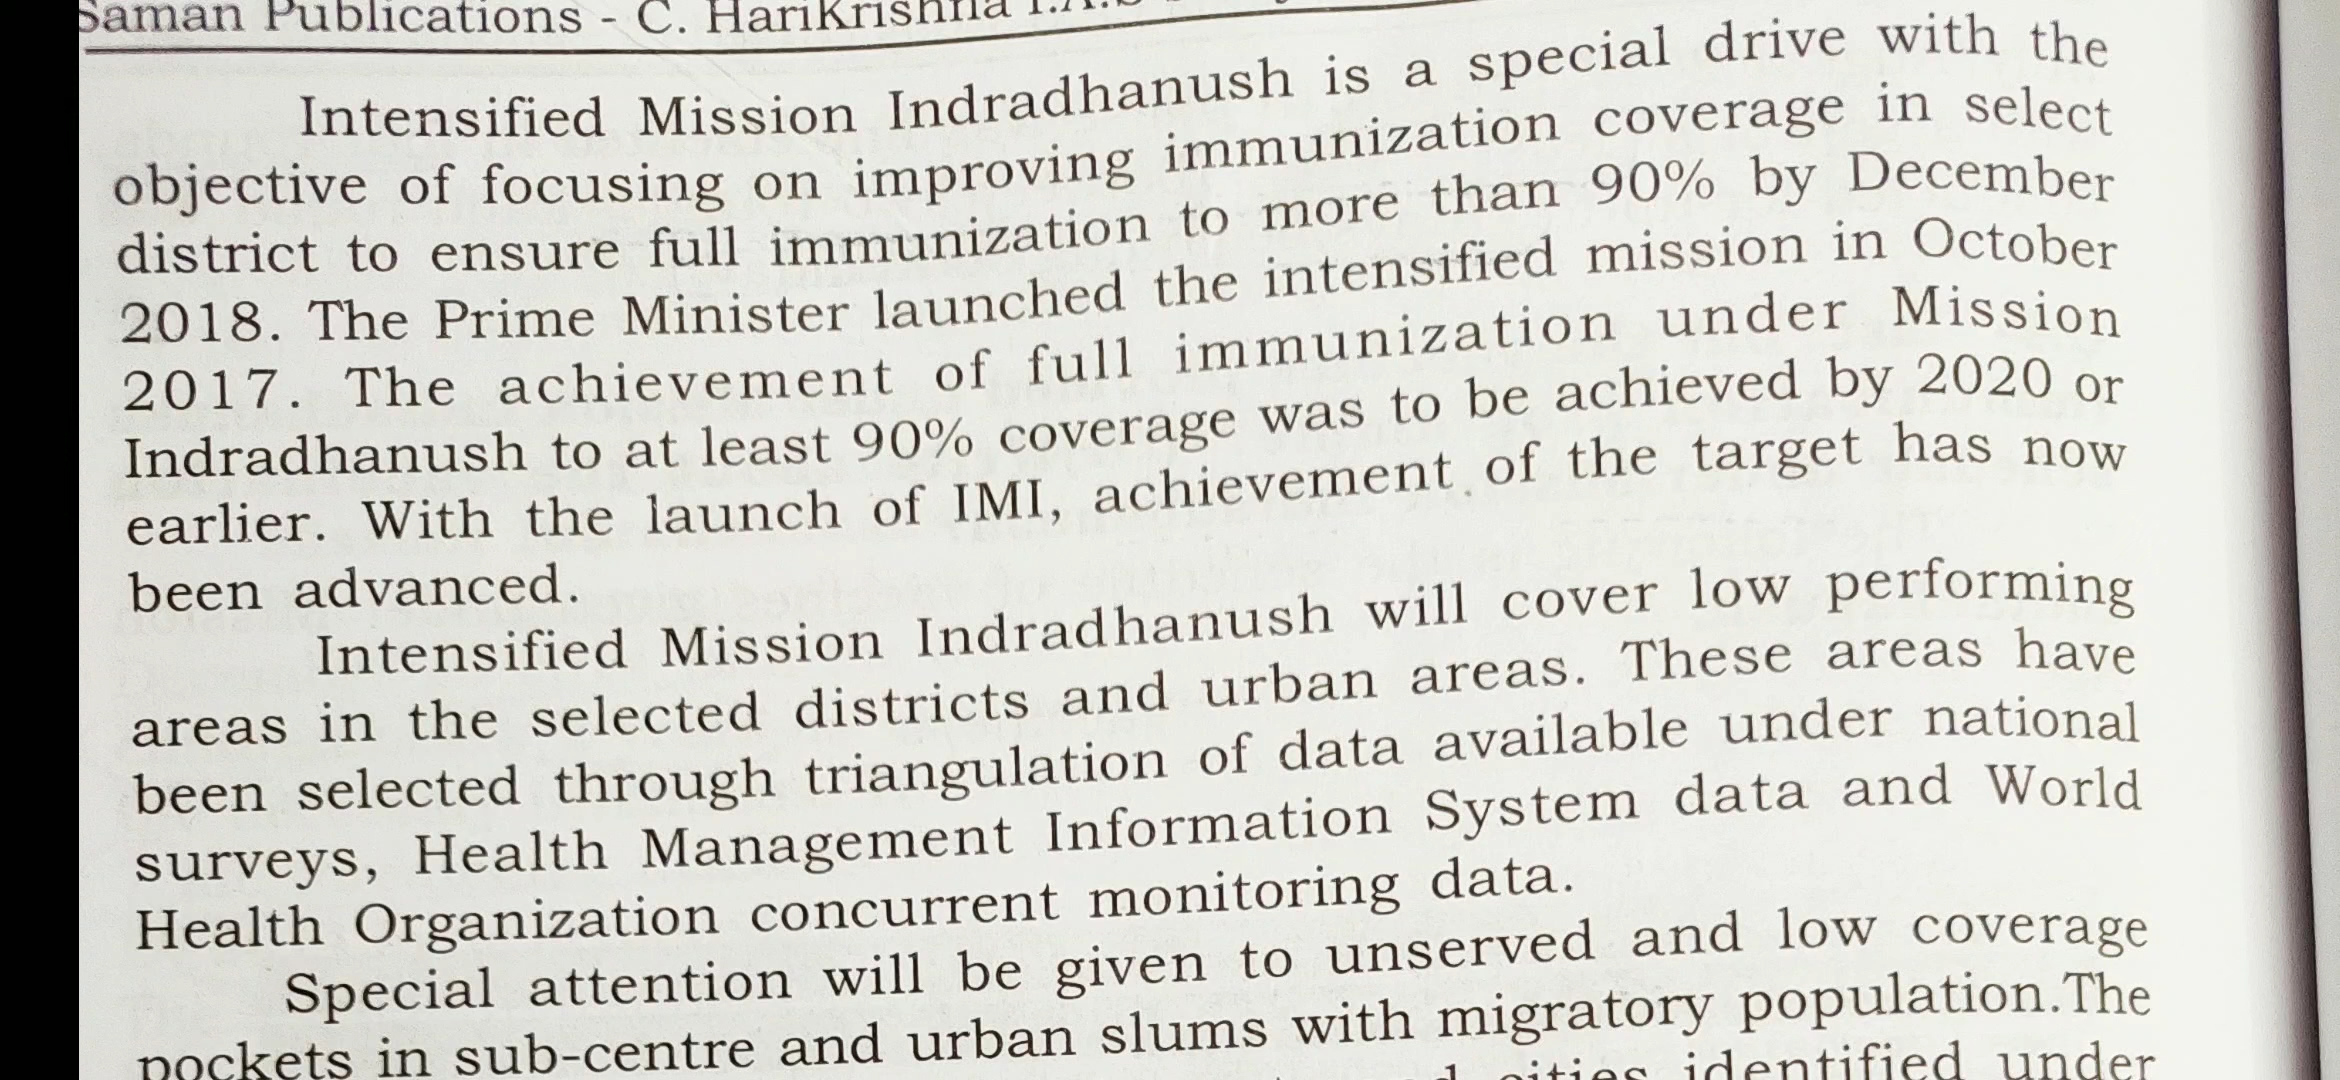 Saman Publications - C. HariKrishna
Intensified Mission Indradhanush is a special drive with the
objective of focusing on improving immunization coverage in select
district to ensure full immunization to more than 90% by December
2018. The Prime Minister launched the intensified mission in October
2017. The achievement of full immunization under Mission
Indradhanush to at least 90% coverage was to be achieved by 2020 or
earlier. With the launch of IMI, achievement of the target has now
been advanced.
Intensified Mission Indradhanush will cover low performing
areas in the selected districts and urban areas. These areas have
been selected through triangulation of data available under national
surveys, Health Management Information System data and World
Health Organization concurrent monitoring data.
Special attention will be given to unserved and low coverage
pockets in sub-centre and urban slums with migratory population.The
cities identified under